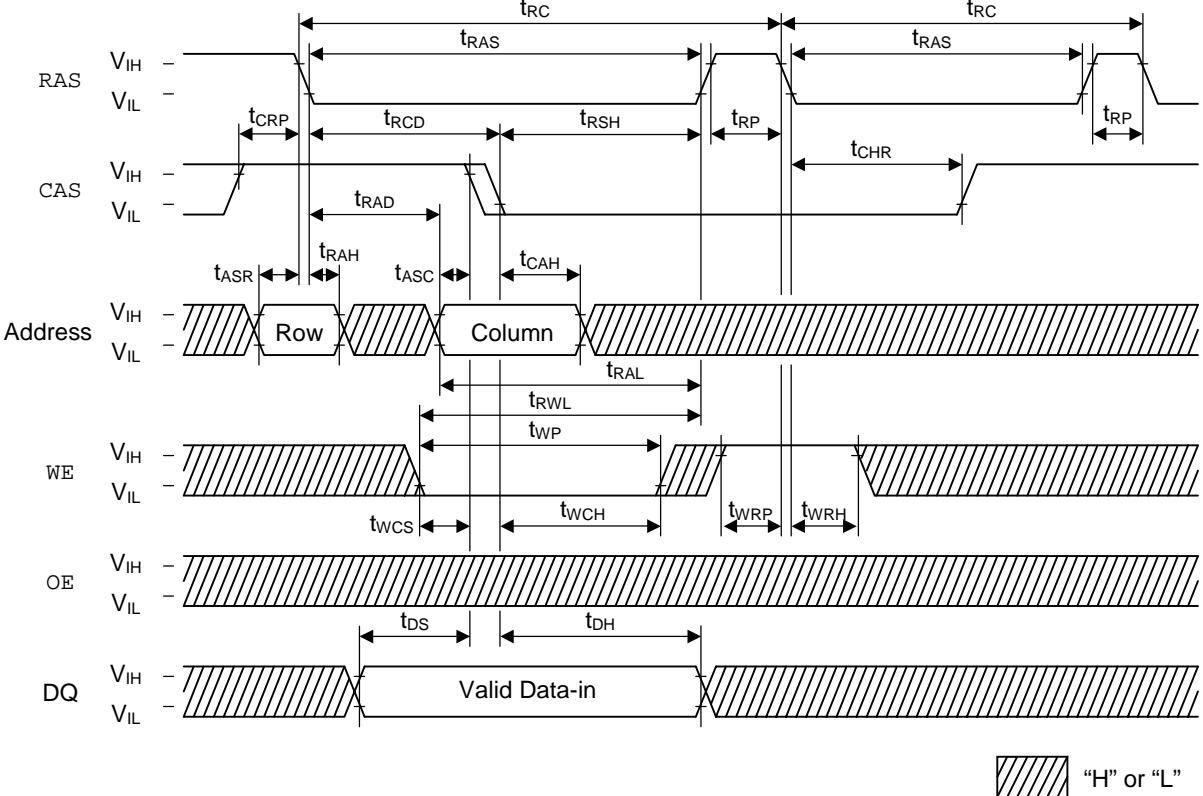 tRC tRC
tRAS tRAS
RAS VIH VIL
tCRP tRCD tRSH tRP tRP
tCHR
CAS VIH VIL
tRAD
tRAH
tASR tASC tCAH
Address VIH VIL Row Column
tRAL
tRWL
tWP
WE VIH VIL
tWCS tWCH tWRP tWRH
OE VIH VIL
tDS tDH
DQ VIH VIL Valid Data-in
“H” or “L”